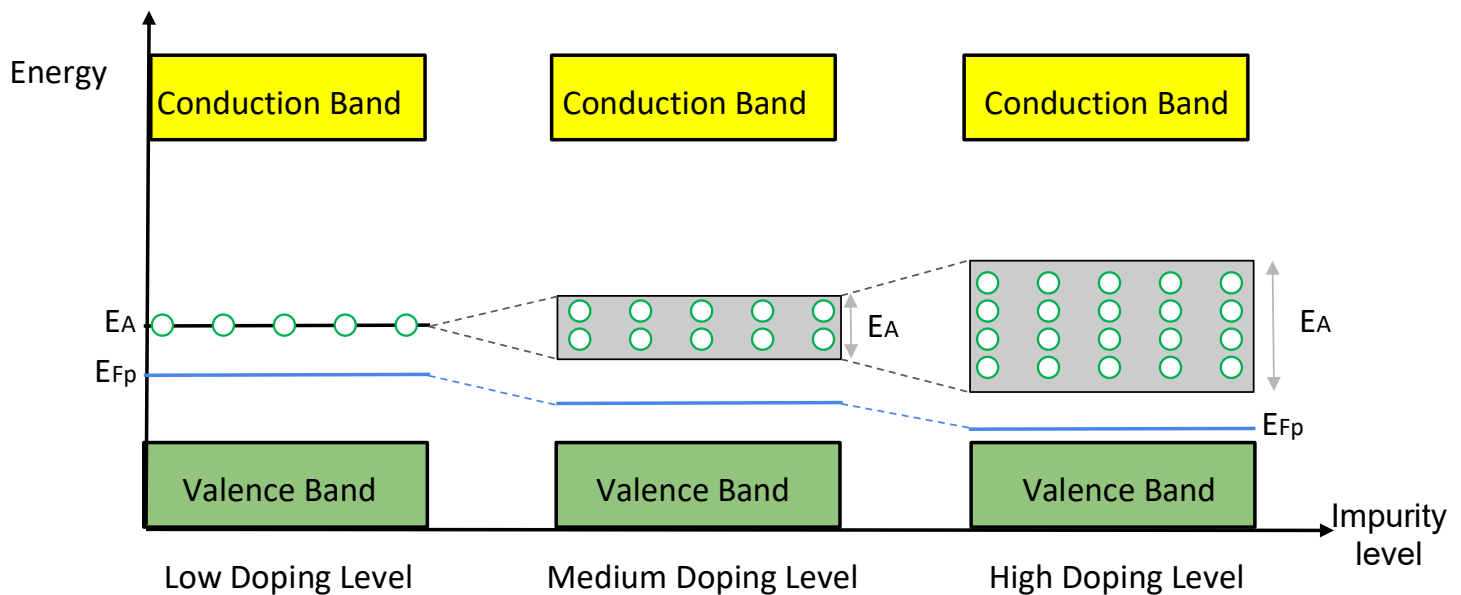 Energy
Conduction Band
Conduction Band
Conduction Band
EA
EA
EA
EFp
EFp
Valence Band
Valence Band
Valence Band
Impurity
level
Low Doping Level
Medium Doping Level
High Doping Level